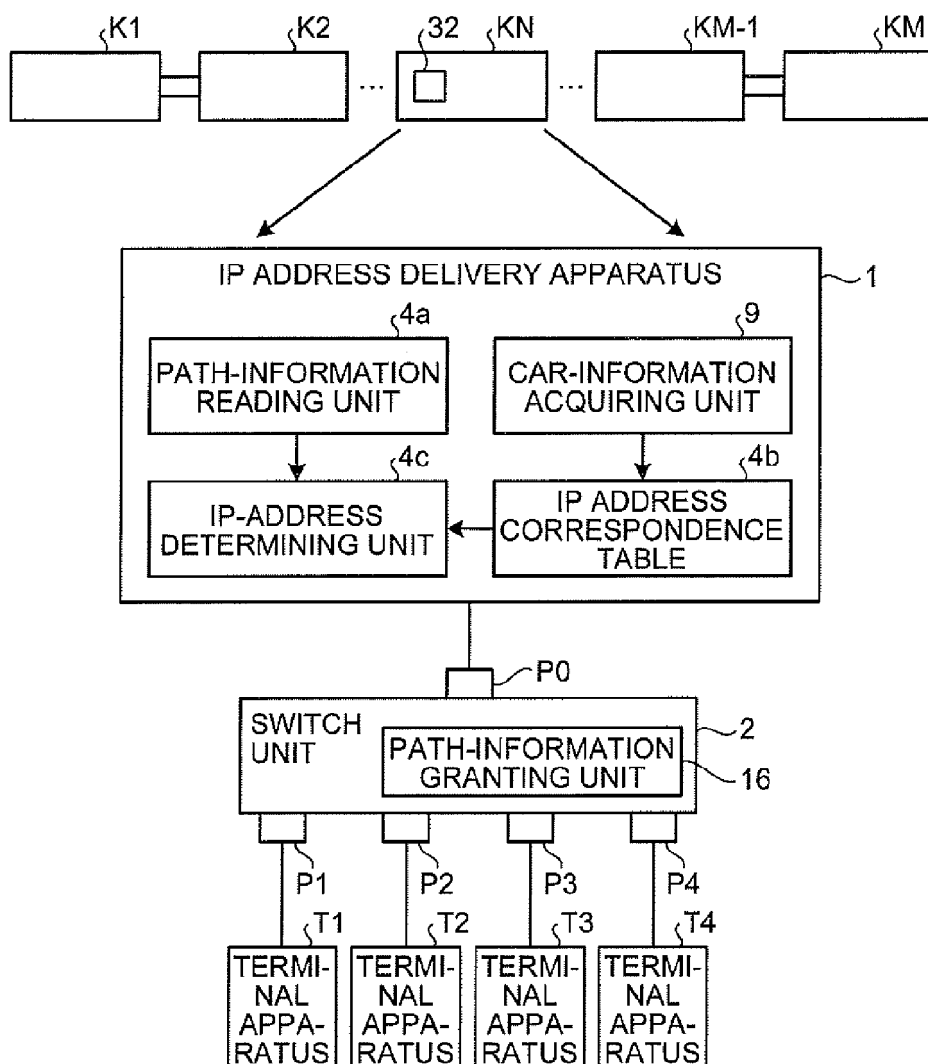 K1 K2 32 KN KM-1 KM
... ...
IP ADDRESS DELIVERY APPARATUS
1
4a 9
PATH-INFORMATION
READING UNIT
CAR-INFORMATION
ACQUIRING UNIT
4c 4b
IP-ADDRESS
DETERMINING UNIT
IP ADDRESS
CORRESPONDENCE
TABLE
P0
SWITCH
UNIT
2
PATH-INFORMATION
GRANTING UNIT
16
P1 P2 P3 P4
T1 T2 T3 T4
TERMI-
NAL
APPA-
RATUS
TERMI-
NAL
APPA-
RATUS
TERMI-
NAL
APPA-
RATUS
TERMI-
NAL
APPA-
RATUS